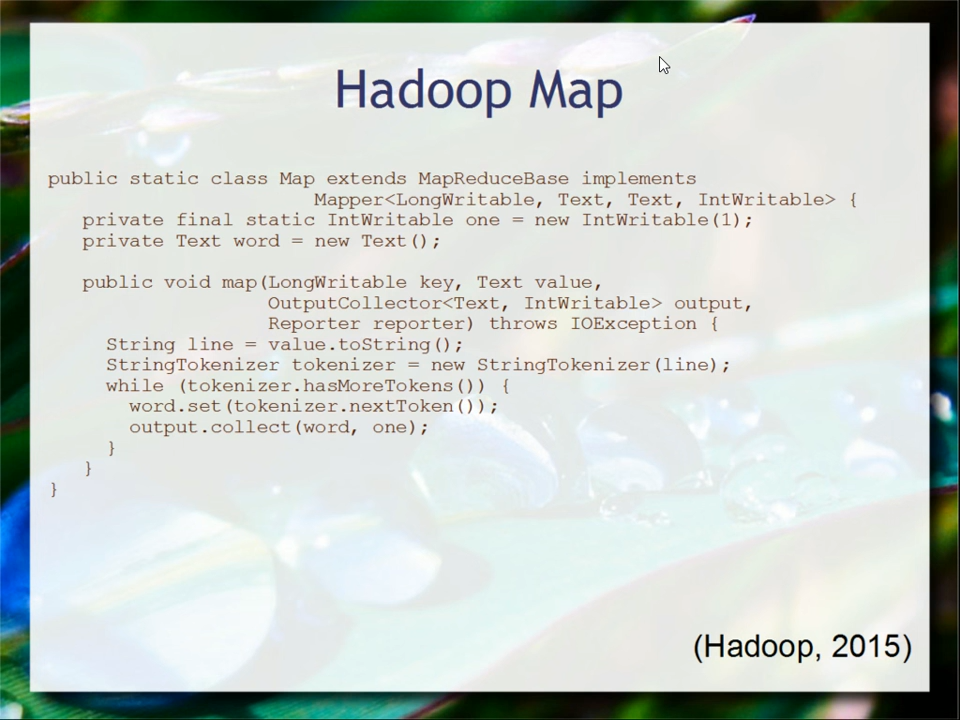 Hadoop Map
public static class Map extends MapReduceBase implements
Mapper<LongWritable, Text, Text, IntWritable> {
private final static IntWritable one = new IntWritable(1);
private Text word = new Text();
public void map(LongWritable key, Text value,
OutputCollector<Text, IntWritable> output,
Reporter reporter) throws IOException {
String line = value.toString();
StringTokenizer tokenizer = new StringTokenizer(line);
while (tokenizer.hasMoreTokens()) {
word.set(tokenizer.nextToken());
output.collect(word, one);
}
}
}
(Hadoop, 2015)